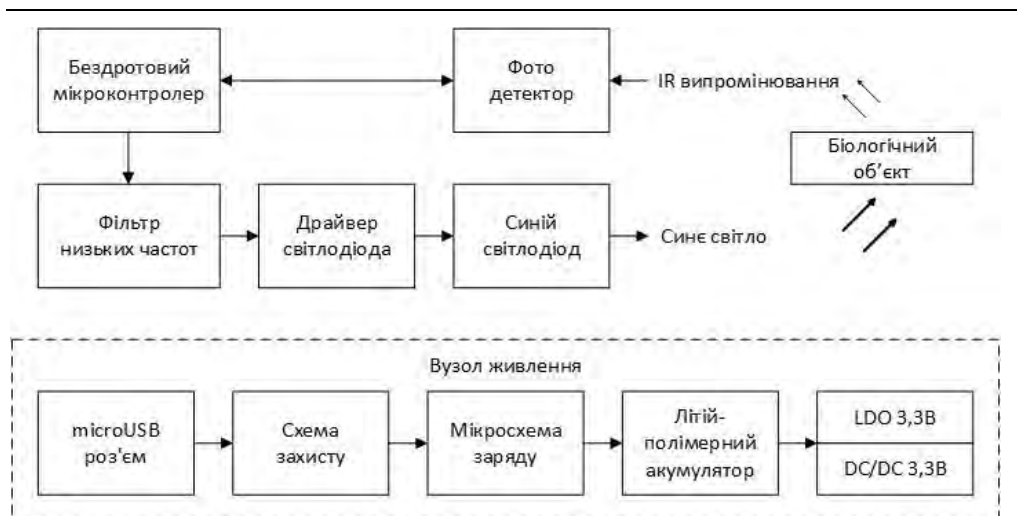 Бездротовий
мікроконтролер
Фото
детектор
IR випромінювання
Біологічний
об'єкт
Фільтр
низьких частот
Драйвер
світлодіода
Синій
світлодіод
Синє світло
Вузол живлення
microUSB
роз'єм
Схема
захисту
Мікросхема
заряду
Літій-
полімерний
акумулятор
LDO 3,3В
DC/DC 3,3В